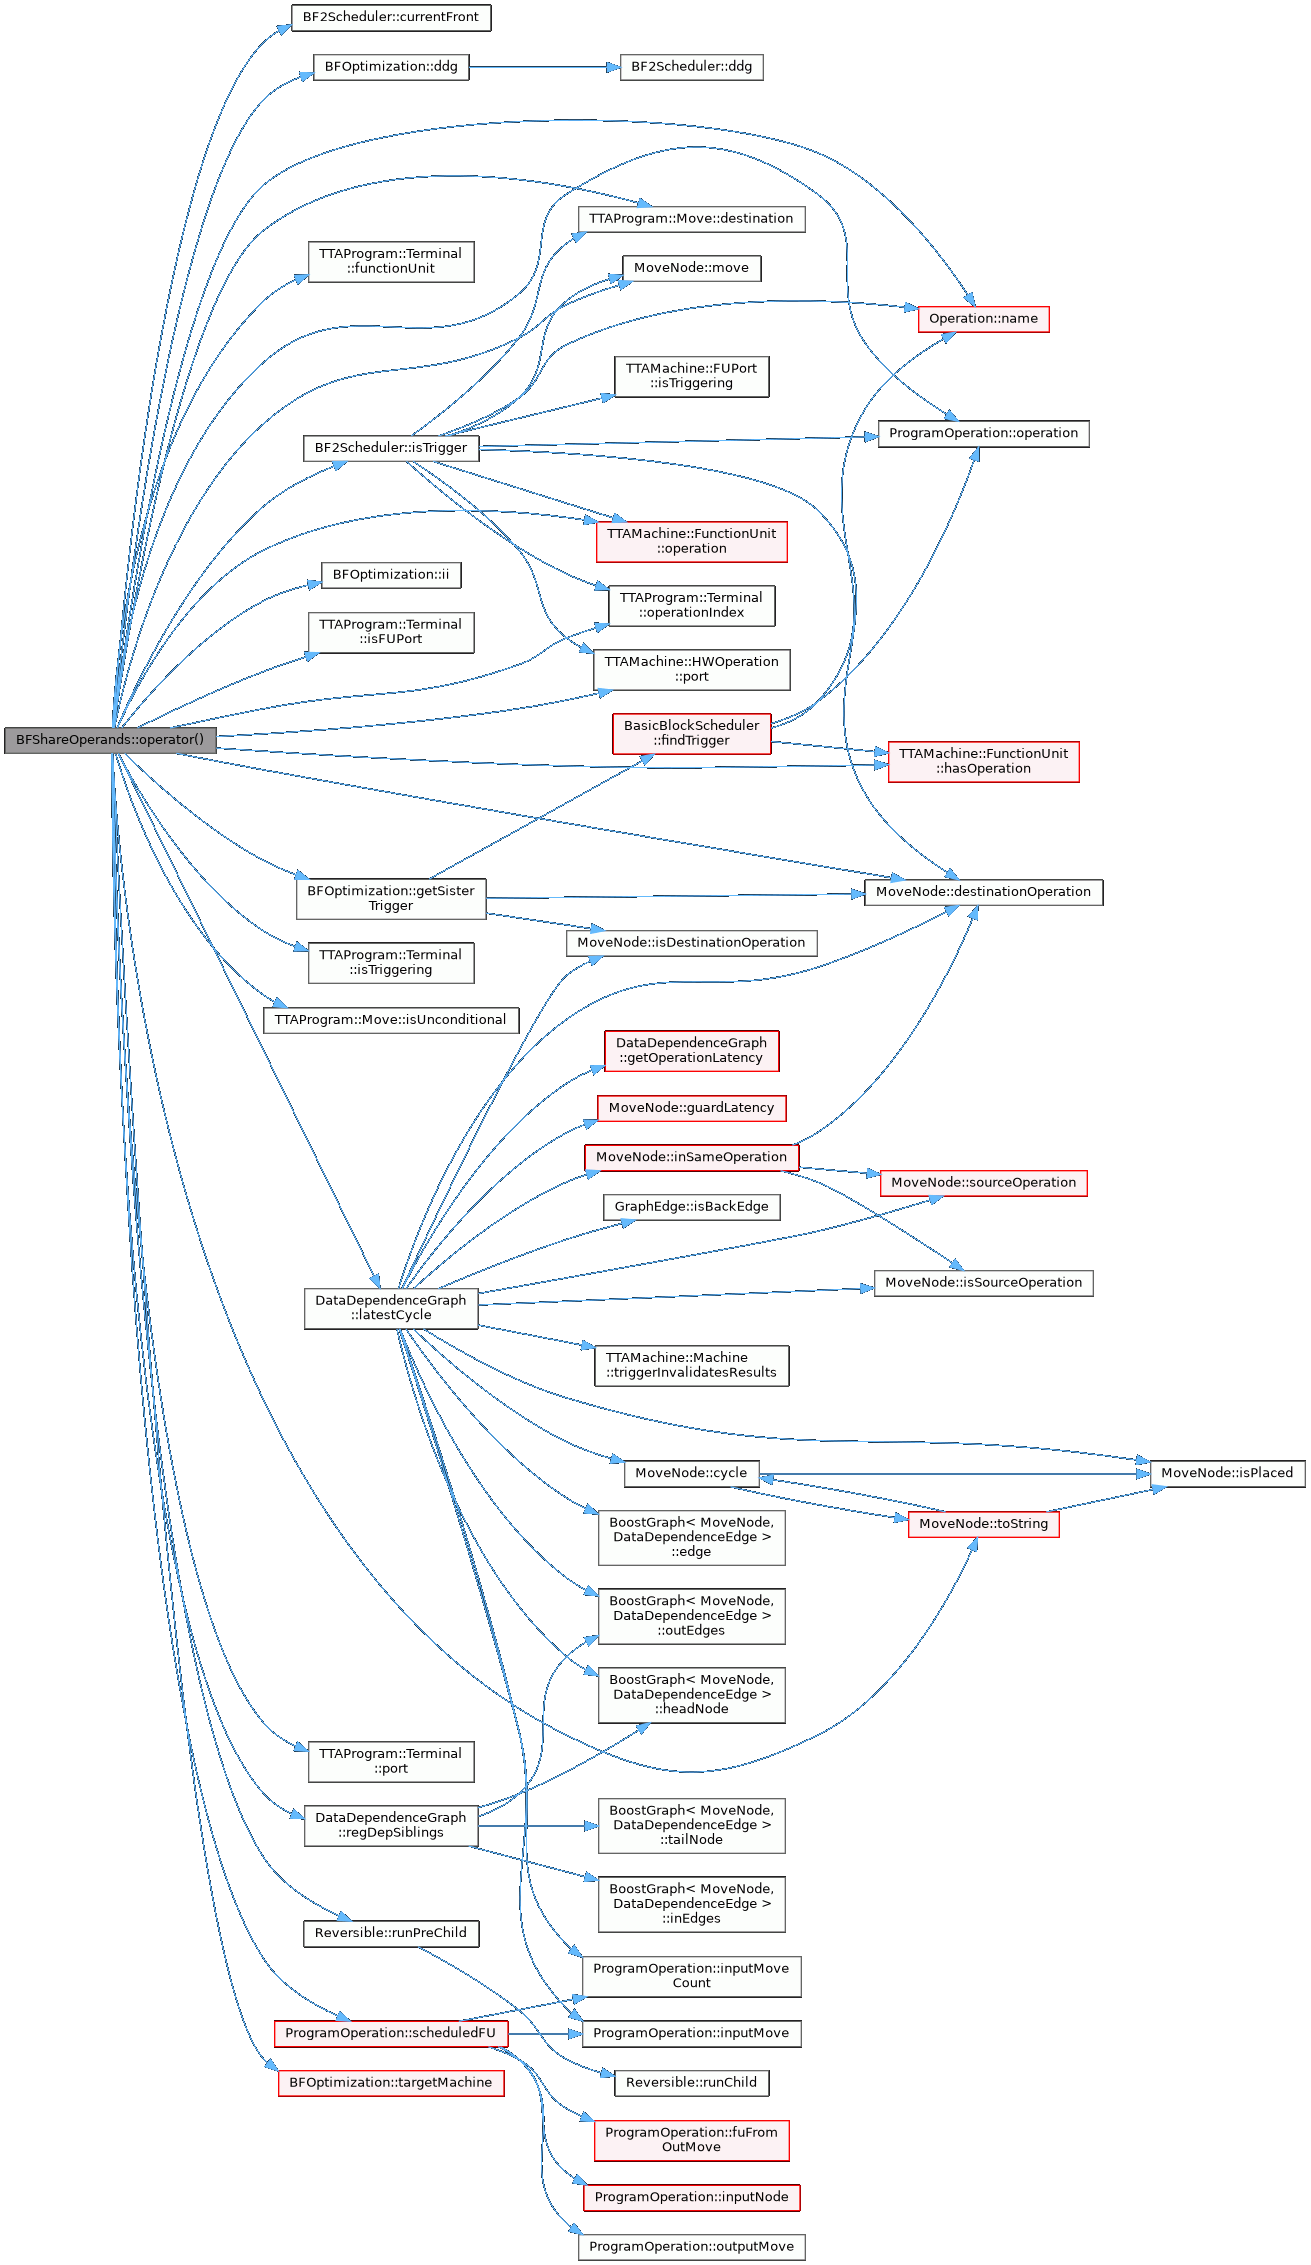 BF2Scheduler::currentFront
BFOptimization::ddg
BF2Scheduler::ddg
TTAProgram::Move::destination
TTAProgram::Terminal
::functionUnit
MoveNode::move
Operation::name
TTAMachine::FUPort
::isTriggering
ProgramOperation::operation
BF2Scheduler::isTrigger
TTAMachine::FunctionUnit
::operation
BFOptimization::ii
TTAProgram::Terminal
::operationIndex
TTAProgram::Terminal
::isFUPort
TTAMachine::HWOperation
::port
BFShareOperands::operator()
BasicBlockScheduler
::findTrigger
TTAMachine::FunctionUnit
::hasOperation
BFOptimization::getSister
Trigger
MoveNode::destinationOperation
MoveNode::isDestinationOperation
TTAProgram::Terminal
::isTriggering
TTAProgram::Move::isUnconditional
DataDependenceGraph
::getOperationLatency
MoveNode::guardLatency
MoveNode::inSameOperation
MoveNode::sourceOperation
GraphEdge::isBackEdge
MoveNode::isSourceOperation
DataDependenceGraph
::latestCycle
TTAMachine::Machine
::triggerInvalidatesResults
MoveNode::cycle
MoveNode::isPlaced
MoveNode::toString
BoostGraph< MoveNode,
DataDependenceEdge >
::edge
BoostGraph< MoveNode,
DataDependenceEdge >
::outEdges
BoostGraph< MoveNode,
DataDependenceEdge >
::headNode
TTAProgram::Terminal
::port
DataDependenceGraph
::regDepSiblings
BoostGraph< MoveNode,
DataDependenceEdge >
::tailNode
BoostGraph< MoveNode,
DataDependenceEdge >
::inEdges
Reversible::runPreChild
ProgramOperation::inputMove
Count
ProgramOperation::scheduledFU
ProgramOperation::inputMove
BFOptimization::targetMachine
Reversible::runChild
ProgramOperation::fuFrom
OutMove
ProgramOperation::inputNode
ProgramOperation::outputMove